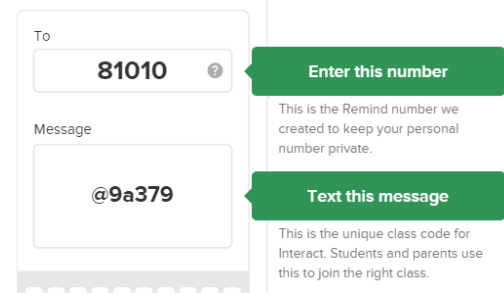 To
81010
?
Enter this number
This is the Remind number we
created to keep your personal
number private.
Message
@9a379
Text this message
This is the unique class code for
Interact. Students and parents use
this to join the right class.